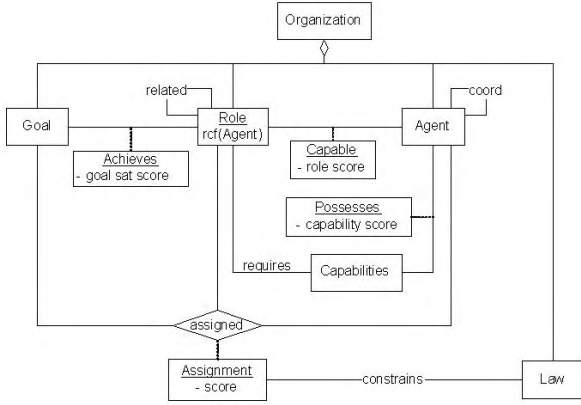 Organization
related
coord
Goal
Role
rcf(Agent)
Agent
Achieves
- goal sat score
Capable
- role score
Possesses
- capability score
requires
Capabilities
assigned
Assignment
- score
constrains
Law